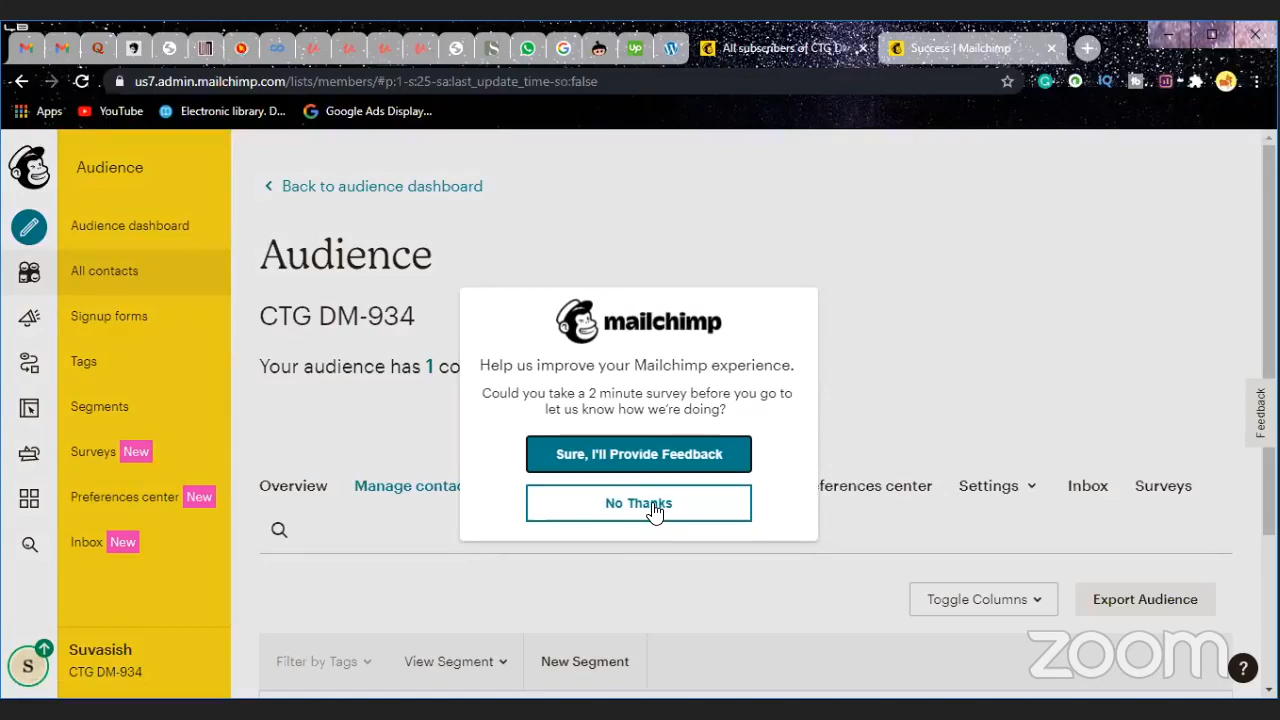 All subscribers of CTG D
Success | Mailchimp
us7.admin.mailchimp.com/lists/members/#p:1-s:25-sa:last_update_time-so:false
Apps
YouTube
Electronic library. D...
Google Ads Display...
Audience
Audience dashboard
All contacts
Signup forms
Tags
Segments
Surveys New
Preferences center New
Inbox New
S
Suvasish
CTG DM-934
Back to audience dashboard
Audience
CTG DM-934
Your audience has 1 co
mailchimp
Help us improve your Mailchimp experience.
Could you take a 2 minute survey before you go to
let us know how we're doing?
Sure, I'll Provide Feedback
No Thanks
Overview
Manage contac
ferences center
Settings
Inbox
Surveys
Toggle Columns
Export Audience
Filter by Tags
View Segment
New Segment
Feedback
zoom
?